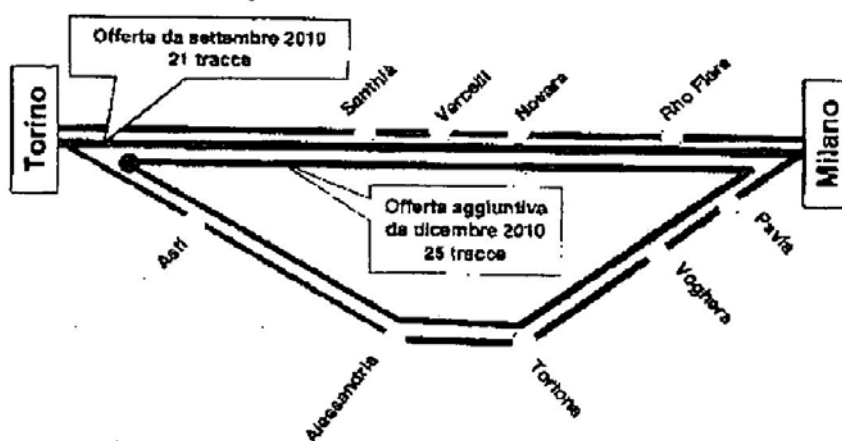 Offerta da settembre 2010
21 tracce
Torino
Santhià
Vercelli
Novara
Rho Fiera
Milano
Offerta aggiuntiva
da dicembre 2010
25 tracce
Asti
Pavia
Voghera
Alessandria
Tortona